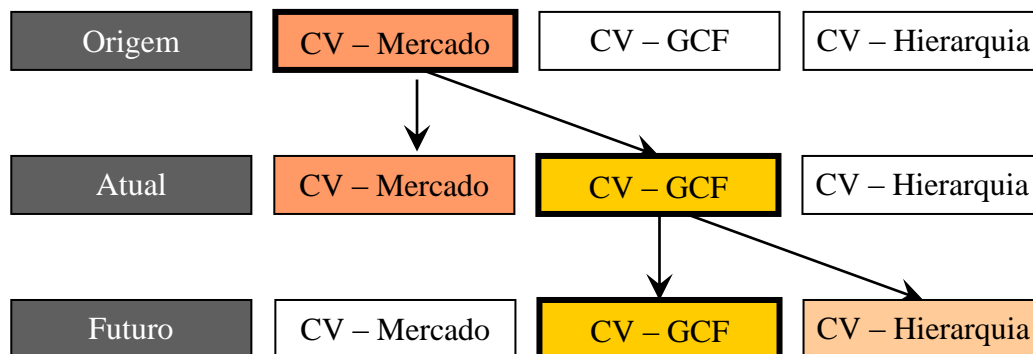 Origem CV – Mercado CV – GCF CV – Hierarquia
Atual CV – Mercado CV – GCF CV – Hierarquia
Futuro CV – Mercado CV – GCF CV – Hierarquia